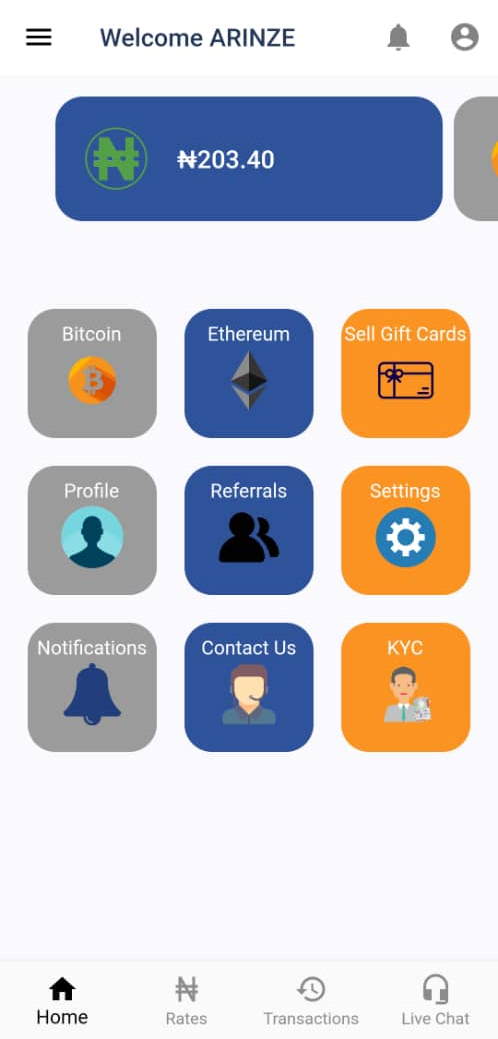 Welcome ARINZE
₦203.40
Bitcoin
Ethereum
Sell Gift Cards
Profile
Referrals
Settings
Notifications
Contact Us
KYC
Home
Rates
Transactions
Live Chat